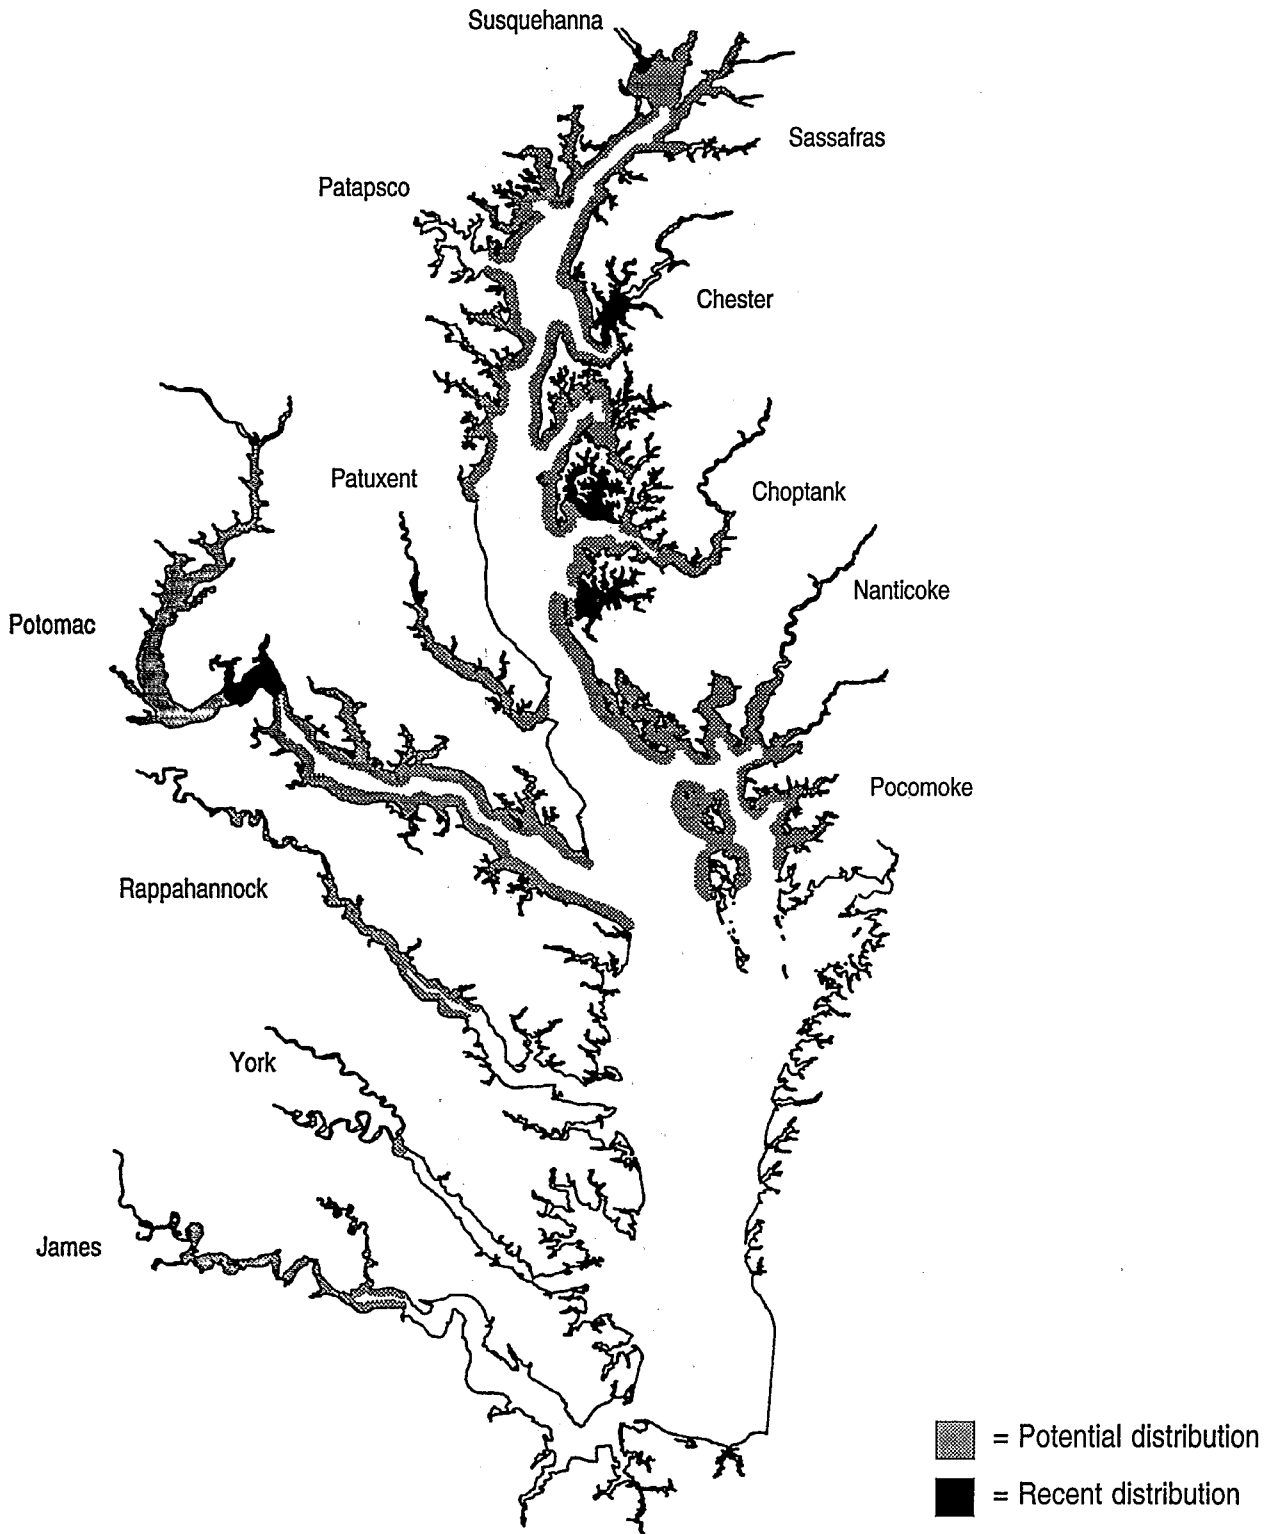 Susquehanna
Sassafras
Patapsco
Chester
Patuxent
Choptank
Nanticoke
Potomac
Pocomoke
Rappahannock
York
James
= Potential distribution
= Recent distribution